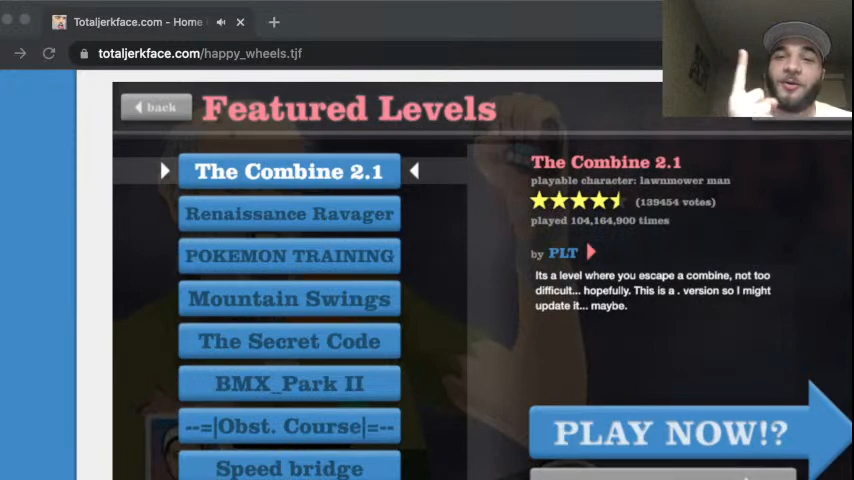 Totaljerkface.com - Home
totaljerkface.com/happy_wheels.tjf
back
Featured Levels
The Combine 2.1
Renaissance Ravager
POKEMON TRAINING
Mountain Swings
The Secret Code
BMX_Park II
--=|Obst. Course|=--
Speed bridge
The Combine 2.1
playable character: lawnmower man
(139454 votes)
played 104,164,900 times
by PLT
Its a level where you escape a combine, not too
difficult... hopefully. This is a . version so I might
update it... maybe.
PLAY NOW!?